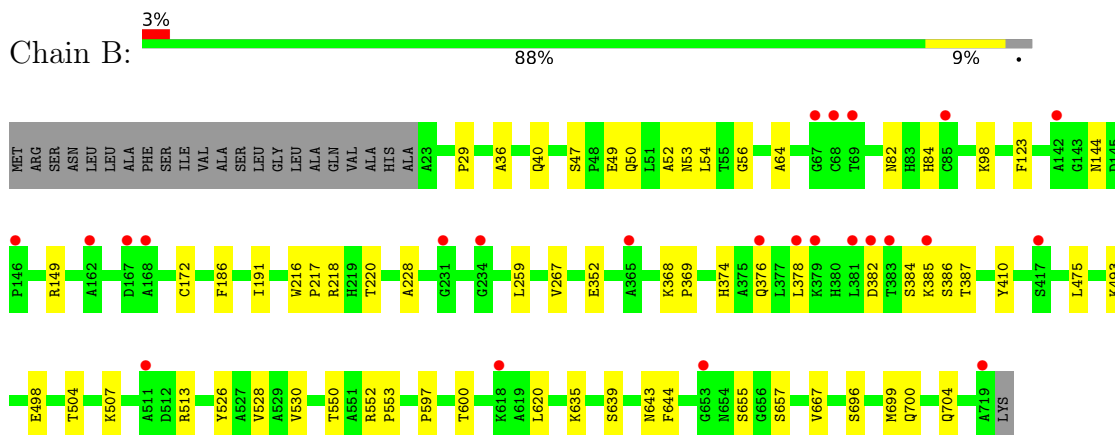 3%
Chain B:
88% 9% •
MET ARG SER ASN LEU LEU ALA PHE SER ILE VAL ALA SER LEU GLY LEU ALA GLN VAL ALA HIS ALA A23 P29 A36 Q40 S47 P48 E49 Q50 L51 A52 N53 L54 T55 G56 A64 G67 C68 T69 N82 H83 H84 C85 K98 F123 A142 G143 N144 D145
P146 R149 A162 D167 A168 C172 F186 I191 W216 P217 R218 H219 T220 A228 G231 G234 L259 V267 E352 A365 K368 P369 H374 A375 Q376 L377 L378 K379 H380 L381 D382 T383 S384 K385 S386 T387 Y410 S417 L475 K493
E498 T504 K507 A511 D512 R513 Y526 A527 V528 A529 V530 T550 A551 R552 P553 P597 T600 K618 A619 L620 K635 S639 N643 F644 G653 N654 S655 G656 S657 V667 S696 M699 Q700 Q704 A719 LYS